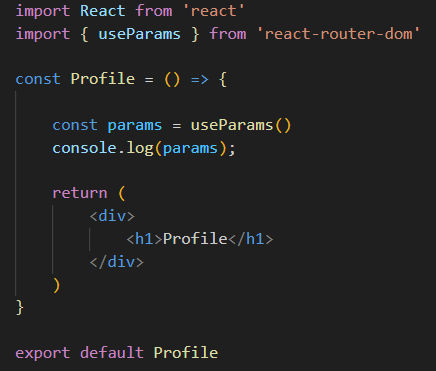 import React from 'react'
import { useParams } from 'react-router-dom'
const Profile = () => {
const params = useParams()
console.log(params);
return (
<div>
<h1>Profile</h1>
</div>
)
}
export default Profile